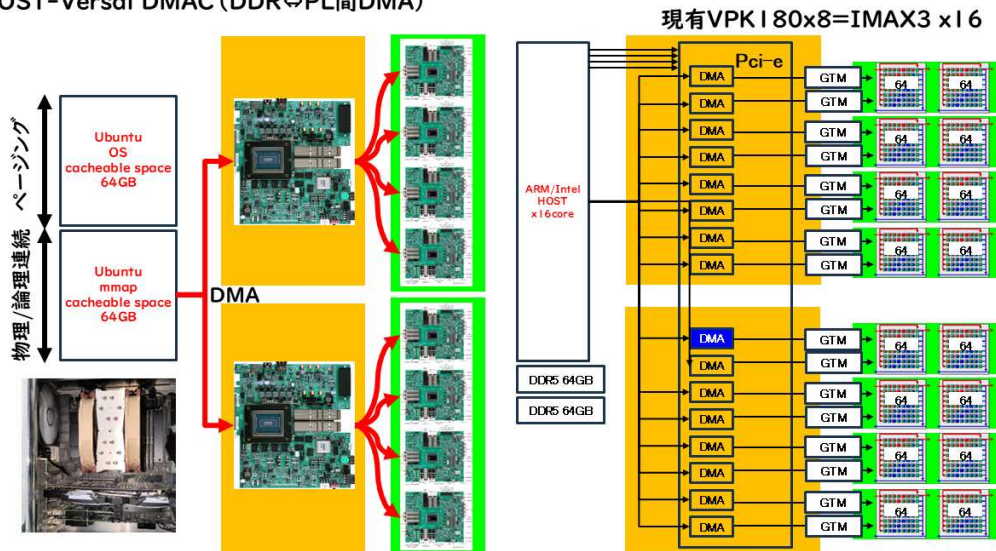 OST-Versal DMAC(DDR⇔PL間DMA)
現有VPK180x8=IMAX3 x16
ページング
Ubuntu
OS
cacheable space
64GB
物理/論理連続
Ubuntu
mmap
cacheable space
64GB
DMA
ARM/Intel
HOST
x16core
DDR5 64GB
DDR5 64GB
Pci-e
DMA
GTM
64
64
DMA
GTM
DMA
GTM
64
64
DMA
GTM
DMA
GTM
64
64
DMA
GTM
DMA
GTM
64
64
DMA
GTM
DMA
GTM
64
64
DMA
GTM
DMA
GTM
64
64
DMA
GTM
DMA
GTM
64
64
DMA
GTM
DMA
GTM
64
64
DMA
GTM